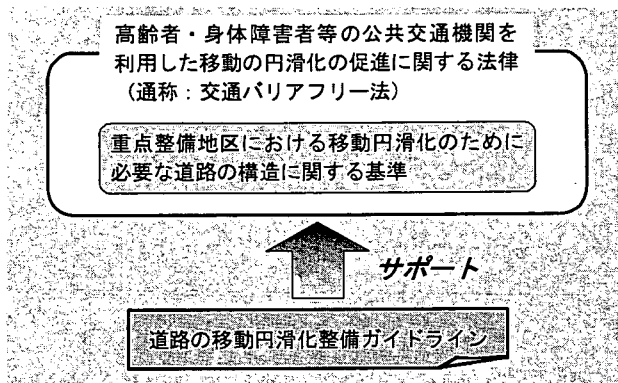 高齢者・身体障害者等の公共交通機関を
利用した移動の円滑化の促進に関する法律
（通称：交通バリアフリー法）
重点整備地区における移動円滑化のために
必要な道路の構造に関する基準
サポート
道路の移動円滑化整備ガイドライン